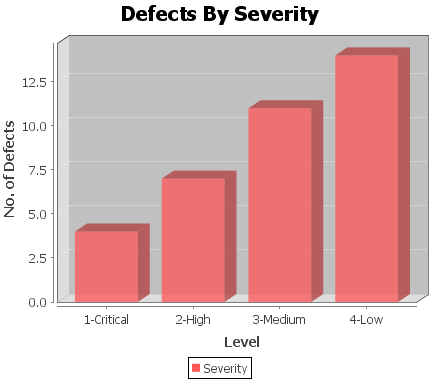 Defects By Severity
No. of Defects
12.5
10.0
7.5
5.0
2.5
0.0
1-Critical 2-High 3-Medium 4-Low
Level
Severity